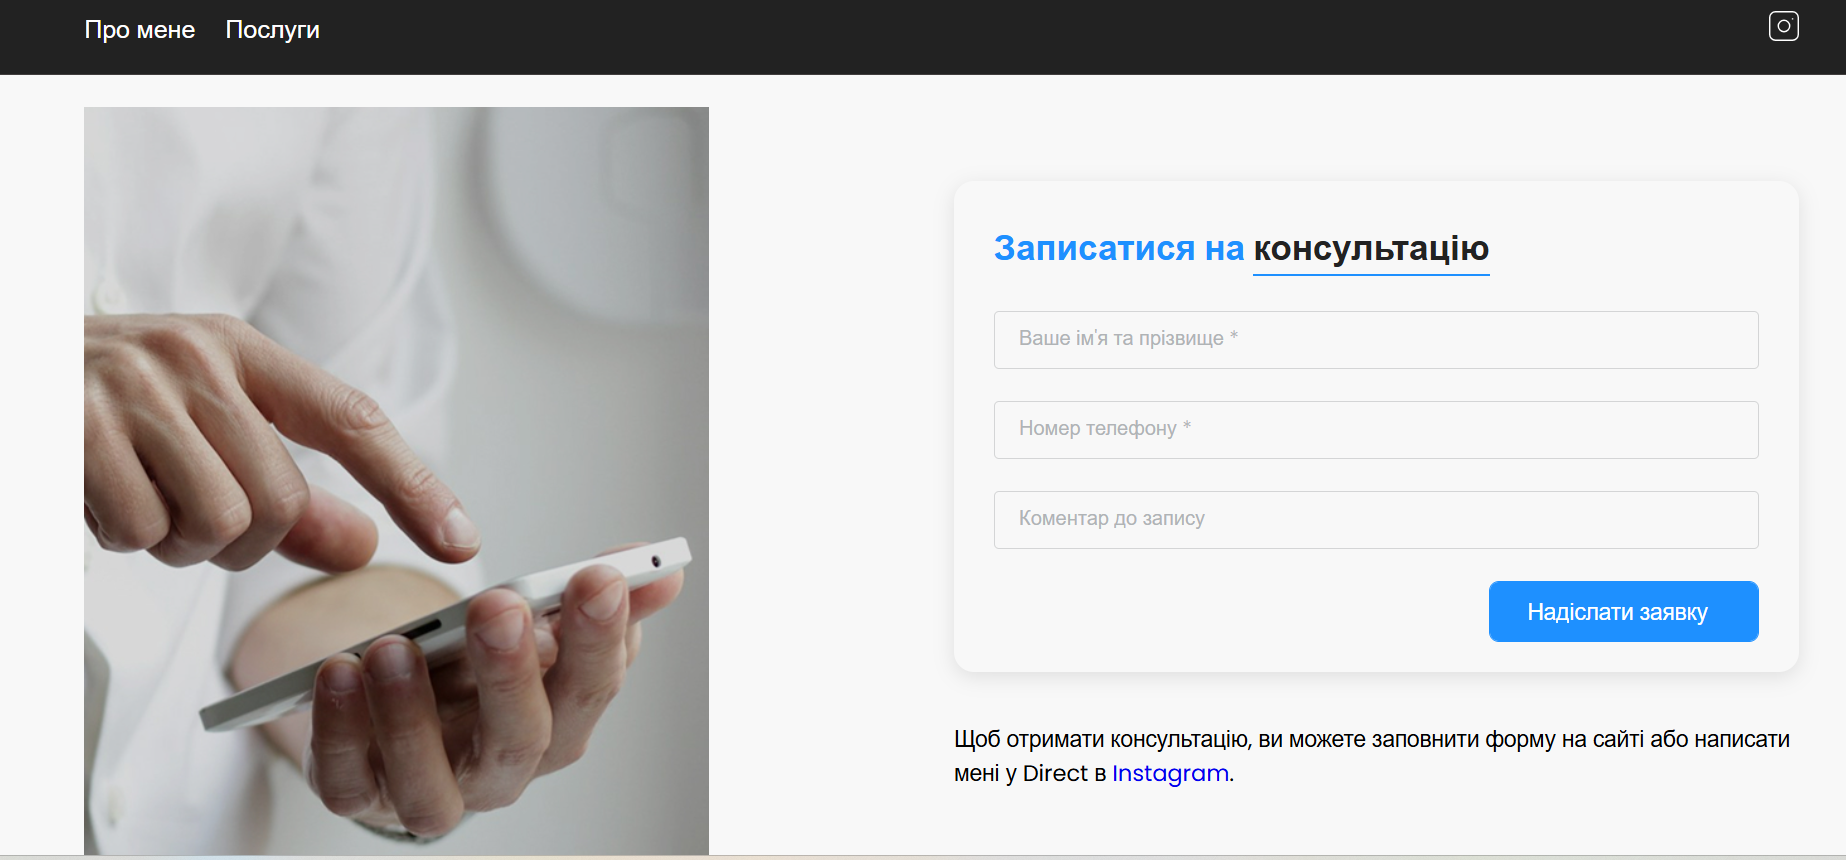 Про мене Послуги
Записатися на консультацію
Ваше ім'я та прізвище *
Номер телефону *
Коментар до запису
Надіслати заявку
Щоб отримати консультацію, ви можете заповнити форму на сайті або написати
мені у Direct в Instagram.